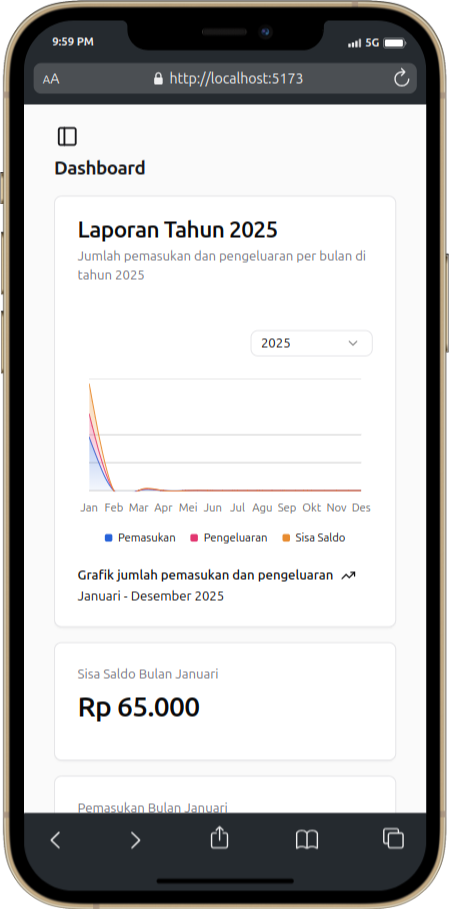 9:59 PM
5G
AA
http://localhost:5173
Dashboard
Laporan Tahun 2025
Jumlah pemasukan dan pengeluaran per bulan di
tahun 2025
2025
Jan Feb Mar Apr Mei Jun Jul Agu Sep Okt Nov Des
Pemasukan Pengeluaran Sisa Saldo
Grafik jumlah pemasukan dan pengeluaran
Januari - Desember 2025
Sisa Saldo Bulan Januari
Rp 65.000
Pemasukan Bulan Januari